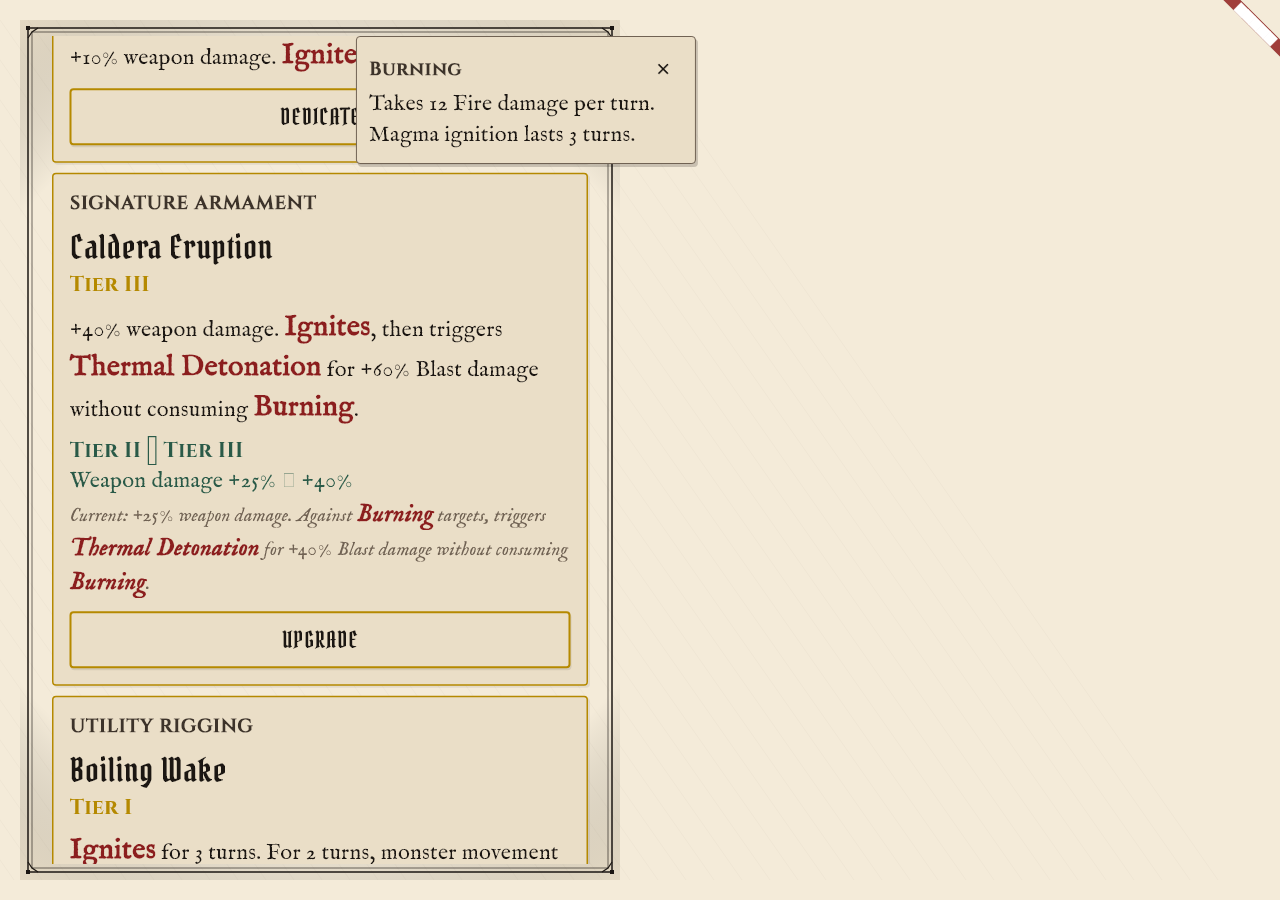 +10% weapon damage. Ignite
DEDICATE
BURNING ×
Takes 12 Fire damage per turn.
Magma ignition lasts 3 turns.
SIGNATURE ARMAMENT
Caldera Eruption
TIER III
+40% weapon damage. Ignites, then triggers
Thermal Detonation for +60% Blast damage
without consuming Burning.
TIER II TIER III
Weapon damage +25% +40%
Current: +25% weapon damage. Against Burning targets, triggers
Thermal Detonation for +40% Blast damage without consuming
Burning.
UPGRADE
UTILITY RIGGING
Boiling Wake
TIER I
Ignites for 3 turns. For 2 turns, monster movement